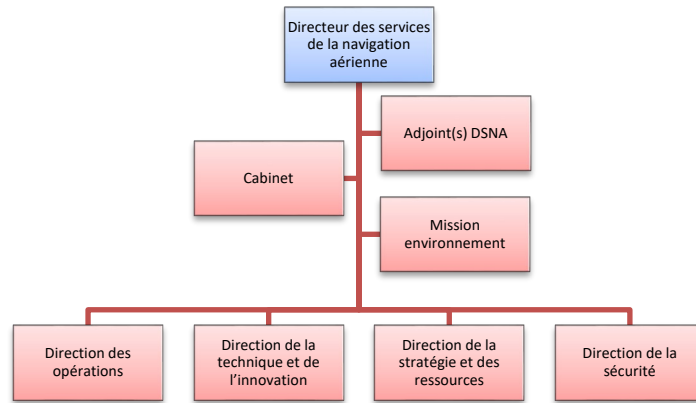 Directeur des services
de la navigation
aérienne
Adjoint(s) DSNA
Cabinet
Mission
environnement
Direction des
opérations
Direction de la
technique et de
l’innovation
Direction de la
stratégie et des
ressources
Direction de la
sécurité